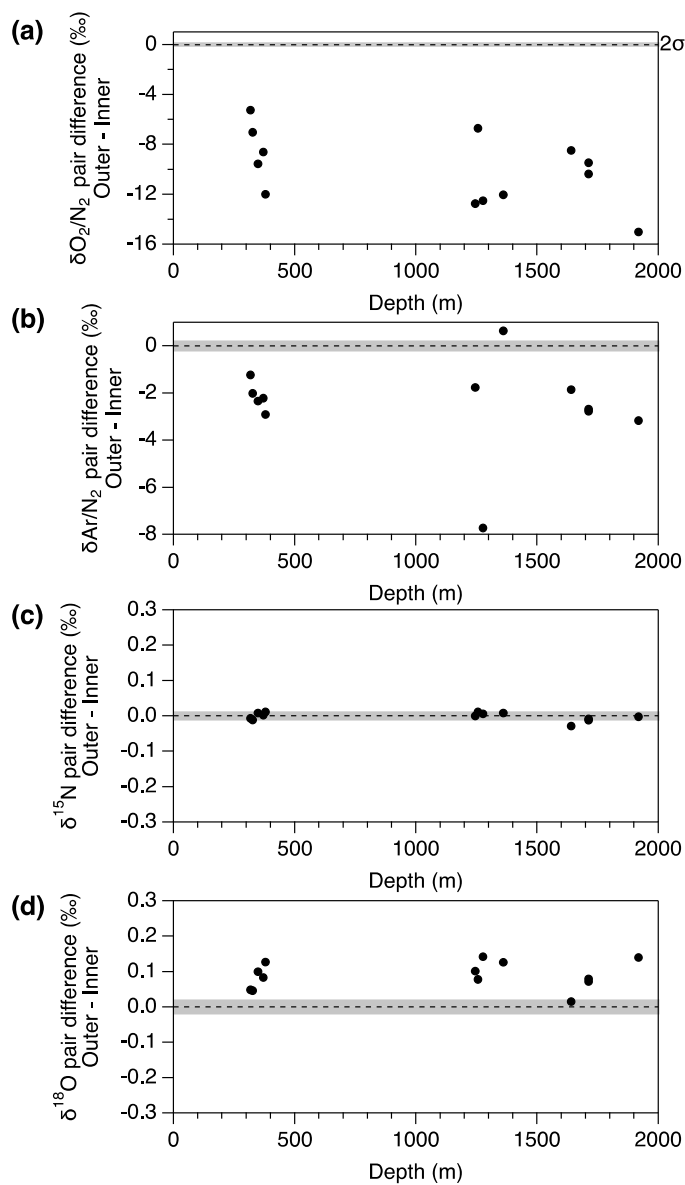 (a)
δO₂/N₂ pair difference (‰)
Outer - Inner
0
-4
-8
-12
-16
2σ
0 500 1000 1500 2000
Depth (m)
(b)
δAr/N₂ pair difference (‰)
Outer - Inner
0
-2
-4
-6
-8
0 500 1000 1500 2000
Depth (m)
(c)
δ¹⁵N pair difference (‰)
Outer - Inner
0.3
0.2
0.1
0.0
-0.1
-0.2
-0.3
0 500 1000 1500 2000
Depth (m)
(d)
δ¹⁸O pair difference (‰)
Outer - Inner
0.3
0.2
0.1
0.0
-0.1
-0.2
-0.3
0 500 1000 1500 2000
Depth (m)